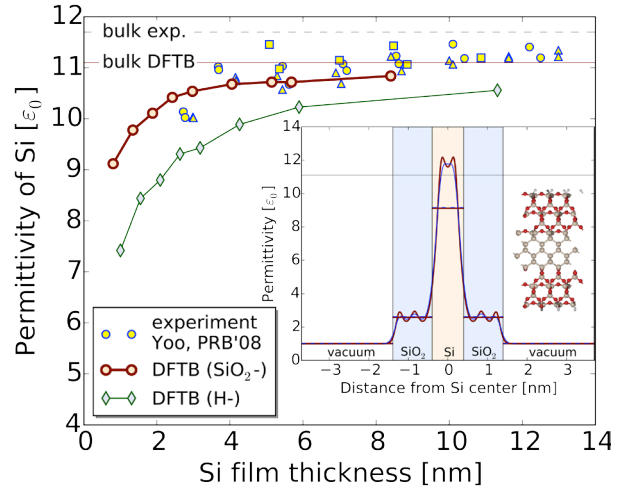 12
11
10
9
8
7
6
5
4
Permittivity of Si [ε₀]
bulk exp.
bulk DFTB
experiment
Yoo, PRB'08
DFTB (SiO₂-)
DFTB (H-)
0 2 4 6 8 10 12 14
Si film thickness [nm]
14
12
10
8
6
4
2
0
Permittivity [ε₀]
vacuum SiO₂ Si SiO₂ vacuum
−3 −2 −1 0 1 2 3
Distance from Si center [nm]